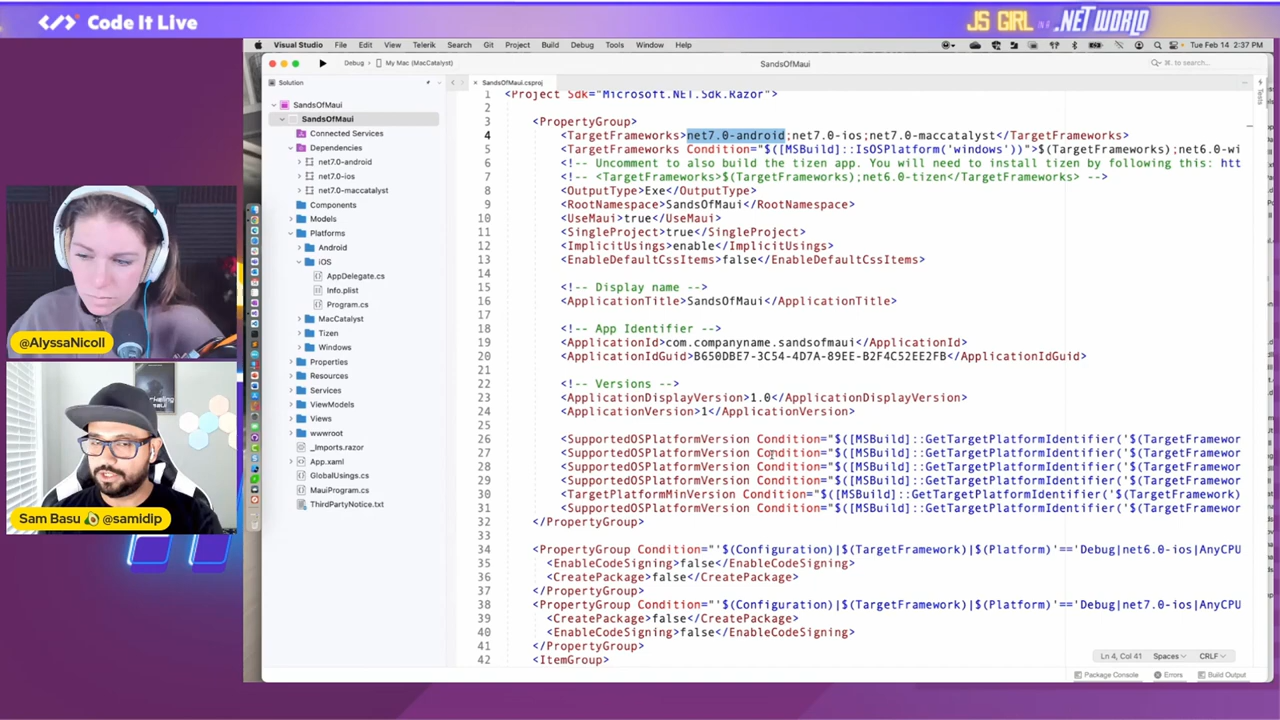 </> Code It Live
JS GIRL IN A .NET WORLD
Visual Studio File Edit View Telerik Search Git Project Build Debug Tools Window Help
Tue Feb 14 2:37 PM
Debug › My Mac (MacCatalyst)
SandsOfMaui
⌘. to search...
Solution
SandsOfMaui
SandsOfMaui
Connected Services
Dependencies
net7.0-android
net7.0-ios
net7.0-maccatalyst
Components
Models
Platforms
Android
iOS
AppDelegate.cs
Info.plist
Program.cs
MacCatalyst
Tizen
Windows
Properties
Resources
Services
ViewModels
Views
wwwroot
_Imports.razor
App.xaml
GlobalUsings.cs
MauiProgram.cs
ThirdPartyNotice.txt
SandsOfMaui.csproj
Tests
1 <Project Sdk="Microsoft.NET.Sdk.Razor">
2
3 <PropertyGroup>
4 <TargetFrameworks>net7.0-android;net7.0-ios;net7.0-maccatalyst</TargetFrameworks>
5 <TargetFrameworks Condition="$([MSBuild]::IsOSPlatform('windows'))">$(TargetFrameworks);net6.0-wi
6 <!-- Uncomment to also build the tizen app. You will need to install tizen by following this: htt
7 <!-- <TargetFrameworks>$(TargetFrameworks);net6.0-tizen</TargetFrameworks> -->
8 <OutputType>Exe</OutputType>
9 <RootNamespace>SandsOfMaui</RootNamespace>
10 <UseMaui>true</UseMaui>
11 <SingleProject>true</SingleProject>
12 <ImplicitUsings>enable</ImplicitUsings>
13 <EnableDefaultCssItems>false</EnableDefaultCssItems>
14
15 <!-- Display name -->
16 <ApplicationTitle>SandsOfMaui</ApplicationTitle>
17
18 <!-- App Identifier -->
19 <ApplicationId>com.companyname.sandsofmaui</ApplicationId>
20 <ApplicationIdGuid>B650DBE7-3C54-4D7A-89EE-B2F4C52EE2FB</ApplicationIdGuid>
21
22 <!-- Versions -->
23 <ApplicationDisplayVersion>1.0</ApplicationDisplayVersion>
24 <ApplicationVersion>1</ApplicationVersion>
25
26 <SupportedOSPlatformVersion Condition="$([MSBuild]::GetTargetPlatformIdentifier('$(TargetFramewor
27 <SupportedOSPlatformVersion Condition="$([MSBuild]::GetTargetPlatformIdentifier('$(TargetFramewor
28 <SupportedOSPlatformVersion Condition="$([MSBuild]::GetTargetPlatformIdentifier('$(TargetFramewor
29 <SupportedOSPlatformVersion Condition="$([MSBuild]::GetTargetPlatformIdentifier('$(TargetFramewor
30 <TargetPlatformMinVersion Condition="$([MSBuild]::GetTargetPlatformIdentifier('$(TargetFramework)
31 <SupportedOSPlatformVersion Condition="$([MSBuild]::GetTargetPlatformIdentifier('$(TargetFramewor
32 </PropertyGroup>
33
34 <PropertyGroup Condition="'$(Configuration)|$(TargetFramework)|$(Platform)'=='Debug|net6.0-ios|AnyCPU
35 <EnableCodeSigning>false</EnableCodeSigning>
36 <CreatePackage>false</CreatePackage>
37 </PropertyGroup>
38 <PropertyGroup Condition="'$(Configuration)|$(TargetFramework)|$(Platform)'=='Debug|net7.0-ios|AnyCPU
39 <CreatePackage>false</CreatePackage>
40 <EnableCodeSigning>false</EnableCodeSigning>
41 </PropertyGroup>
42 <ItemGroup>
Ln 4, Col 41 Spaces CRLF
Package Console Errors Build Output
@AlyssaNicoll
Sam Basu 🥑 @samidip